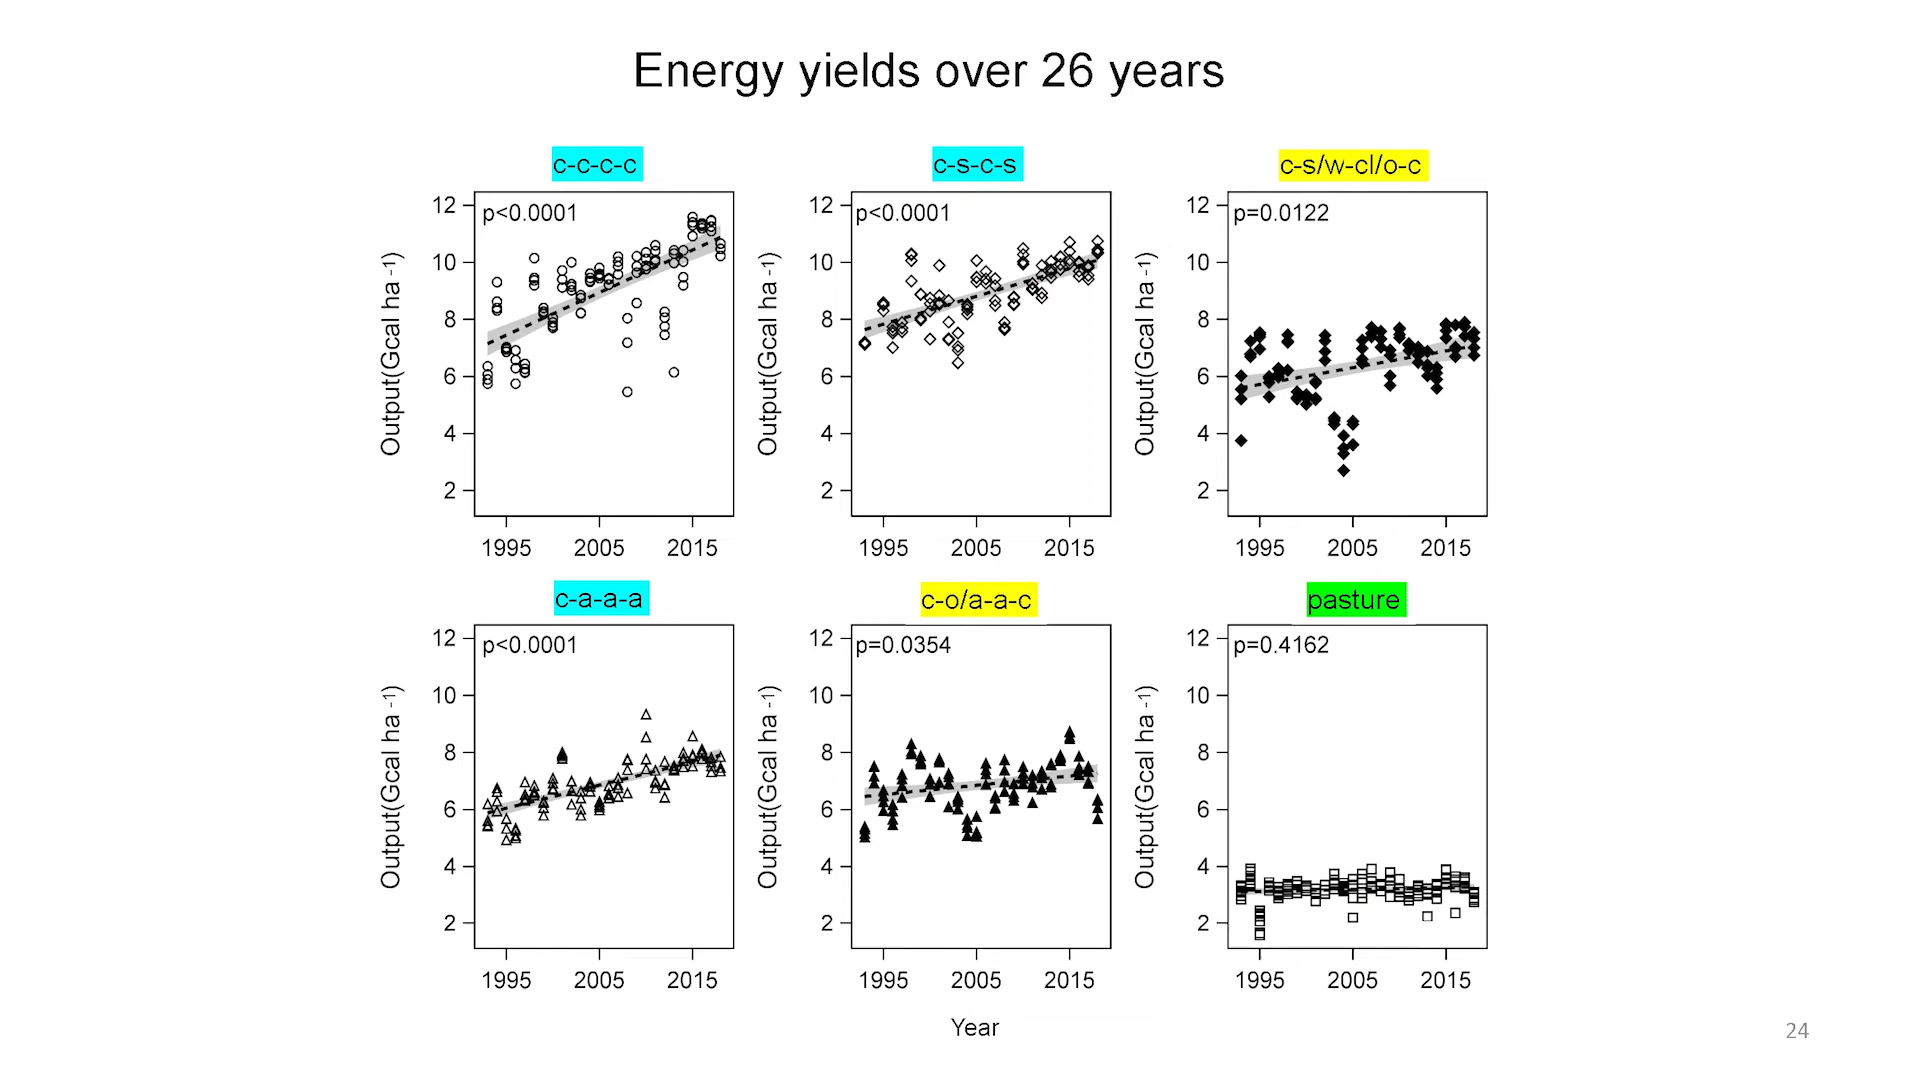 Energy yields over 26 years
c-c-c-c
c-s-c-s
c-s/w-cl/o-c
12
10
8
6
4
2
p<0.0001
Output(Gcal ha -1)
1995 2005 2015
12
10
8
6
4
2
p<0.0001
Output(Gcal ha -1)
1995 2005 2015
12
10
8
6
4
2
p=0.0122
Output(Gcal ha -1)
1995 2005 2015
c-a-a-a
c-o/a-a-c
pasture
12
10
8
6
4
2
p<0.0001
Output(Gcal ha -1)
1995 2005 2015
12
10
8
6
4
2
p=0.0354
Output(Gcal ha -1)
1995 2005 2015
12
10
8
6
4
2
p=0.4162
Output(Gcal ha -1)
1995 2005 2015
Year
24